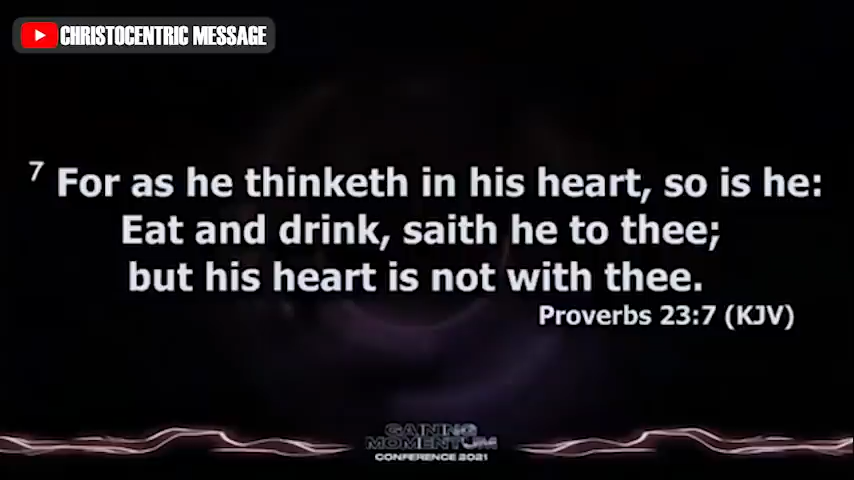 CHRISTOCENTRIC MESSAGE
7 For as he thinketh in his heart, so is he:
Eat and drink, saith he to thee;
but his heart is not with thee.
Proverbs 23:7 (KJV)
GAINING
MOMENTUM
CONFERENCE 2021